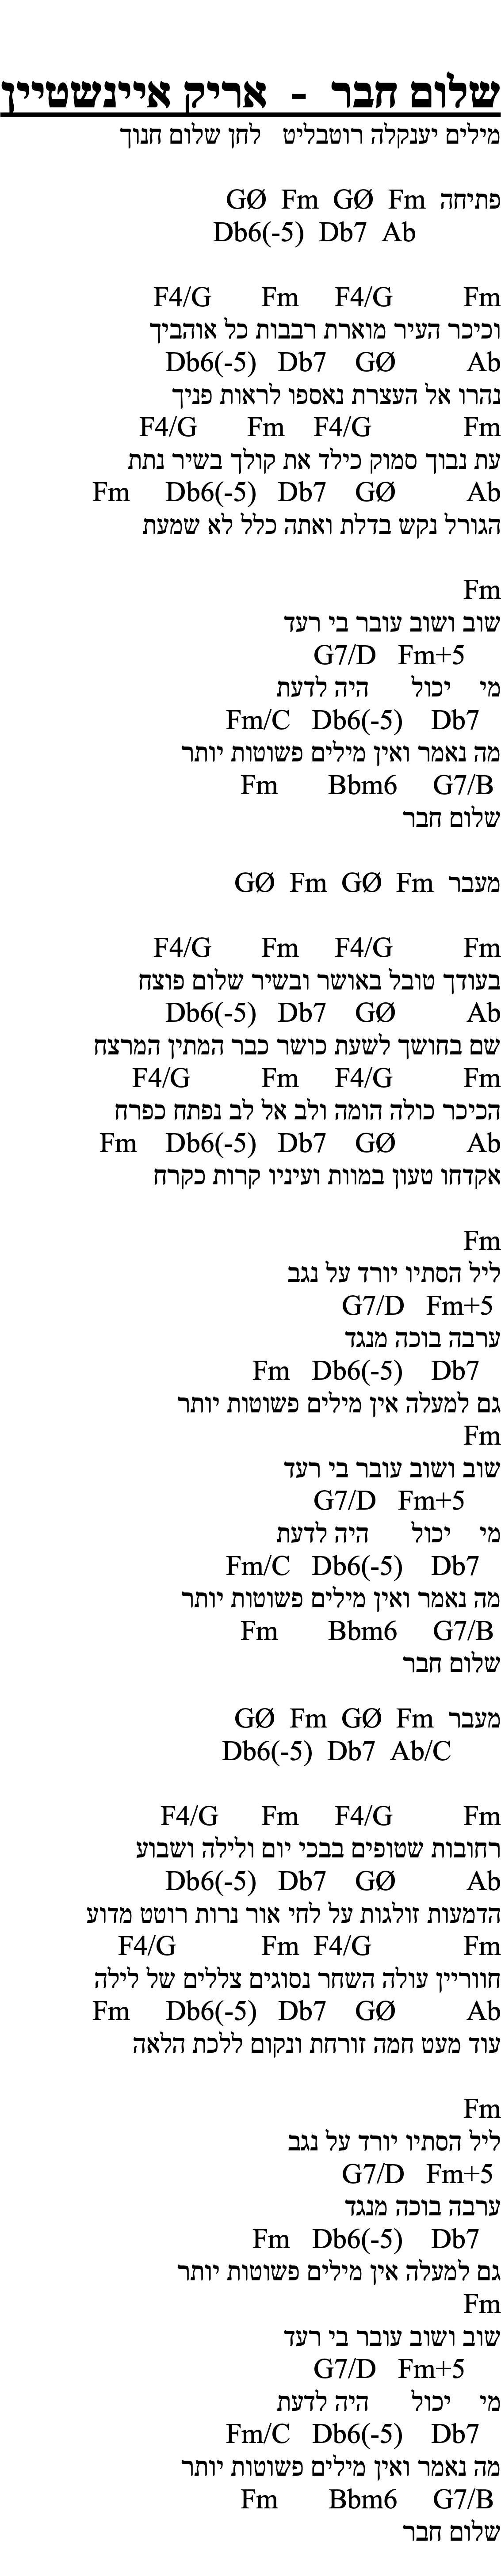 שלום חבר - אריק איינשטיין
מילים יענקלה רוטבליט לחן שלום חנוך
פתיחה GØ Fm GØ Fm
Db6(-5) Db7 Ab
F4/G Fm F4/G Fm
וכיכר העיר מוארת רבבות כל אוהביך
Db6(-5) Db7 GØ Ab
נהרו אל העצרת נאספו לראות פניך
F4/G Fm F4/G Fm
עת נבוך סמוק כילד את קולך בשיר נתת
Fm Db6(-5) Db7 GØ Ab
הגורל נקש בדלת ואתה כלל לא שמעת
Fm
שוב ושוב עובר בי רעד
G7/D Fm+5
מי יכול היה לדעת
Fm/C Db6(-5) Db7
מה נאמר ואין מילים פשוטות יותר
Fm Bbm6 G7/B
שלום חבר
מעבר GØ Fm GØ Fm
F4/G Fm F4/G Fm
בעודך טובל באושר ובשיר שלום פוצח
Db6(-5) Db7 GØ Ab
שם בחושך לשעת כושר כבר המתין המרצח
F4/G Fm F4/G Fm
הכיכר כולה הומה ולב אל לב נפתח כפרח
Fm Db6(-5) Db7 GØ Ab
אקדחו טעון במוות ועיניו קרות כקרח
Fm
ליל הסתיו יורד על נגב
G7/D Fm+5
ערבה בוכה מנגד
Fm Db6(-5) Db7
גם למעלה אין מילים פשוטות יותר
Fm
שוב ושוב עובר בי רעד
G7/D Fm+5
מי יכול היה לדעת
Fm/C Db6(-5) Db7
מה נאמר ואין מילים פשוטות יותר
Fm Bbm6 G7/B
שלום חבר
מעבר GØ Fm GØ Fm
Db6(-5) Db7 Ab/C
F4/G Fm F4/G Fm
רחובות שטופים בבכי יום ולילה ושבוע
Db6(-5) Db7 GØ Ab
הדמעות זולגות על לחי אור נרות רוטט מדוע
F4/G Fm F4/G Fm
חווריין עולה השחר נסוגים צללים של לילה
Fm Db6(-5) Db7 GØ Ab
עוד מעט חמה זורחת ונקום ללכת הלאה
Fm
ליל הסתיו יורד על נגב
G7/D Fm+5
ערבה בוכה מנגד
Fm Db6(-5) Db7
גם למעלה אין מילים פשוטות יותר
Fm
שוב ושוב עובר בי רעד
G7/D Fm+5
מי יכול היה לדעת
Fm/C Db6(-5) Db7
מה נאמר ואין מילים פשוטות יותר
Fm Bbm6 G7/B
שלום חבר